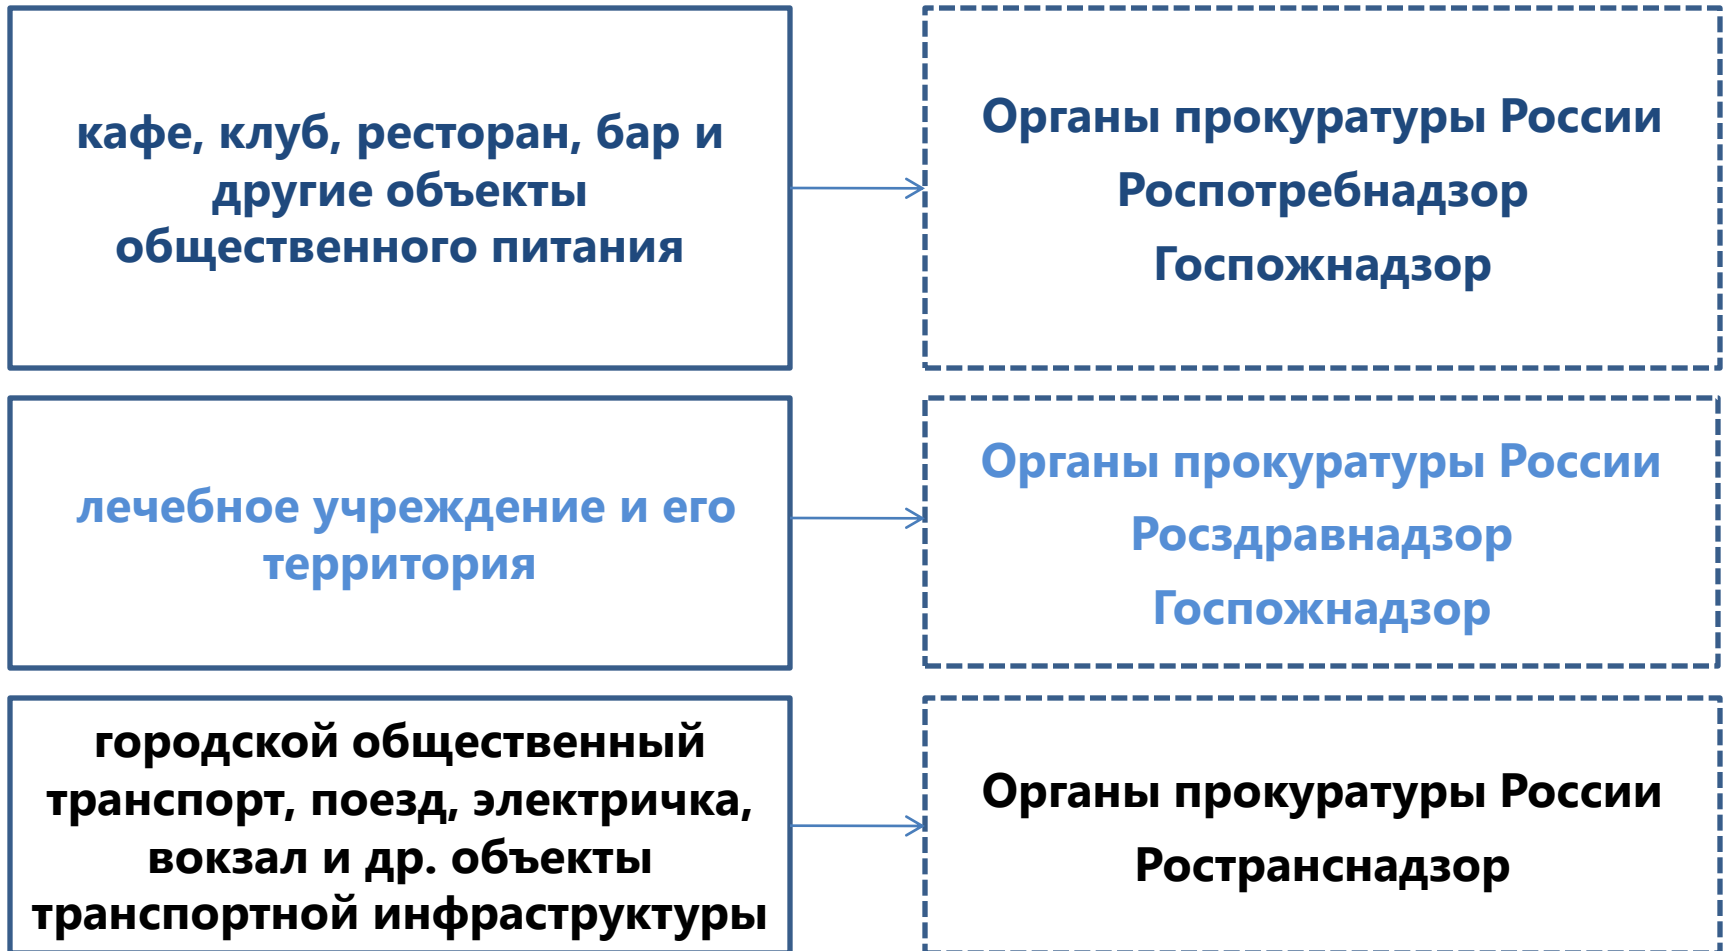 кафе, клуб, ресторан, бар и
другие объекты
общественного питания
Органы прокуратуры России
Роспотребнадзор
Госпожнадзор
лечебное учреждение и его
территория
Органы прокуратуры России
Росздравнадзор
Госпожнадзор
городской общественный
транспорт, поезд, электричка,
вокзал и др. объекты
транспортной инфраструктуры
Органы прокуратуры России
Ространснадзор